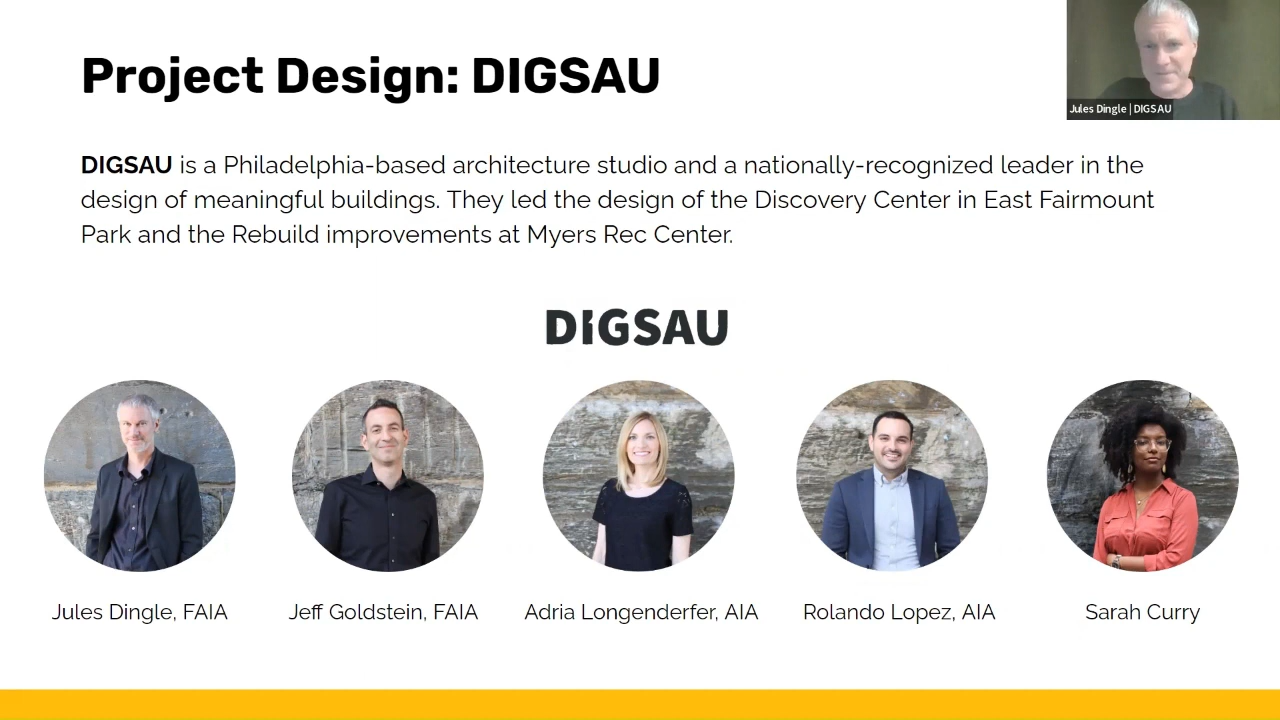 Project Design: DIGSAU
Jules Dingle | DIGSAU
DIGSAU is a Philadelphia-based architecture studio and a nationally-recognized leader in the
design of meaningful buildings. They led the design of the Discovery Center in East Fairmount
Park and the Rebuild improvements at Myers Rec Center.
DIGSAU
Jules Dingle, FAIA
Jeff Goldstein, FAIA
Adria Longenderfer, AIA
Rolando Lopez, AIA
Sarah Curry